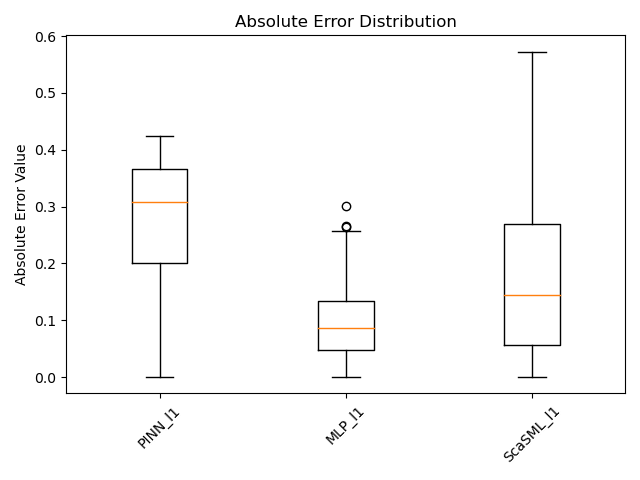 Absolute Error Distribution
Absolute Error Value
0.6
0.5
0.4
0.3
0.2
0.1
0.0
PINN_l1
MLP_l1
ScaSML_l1